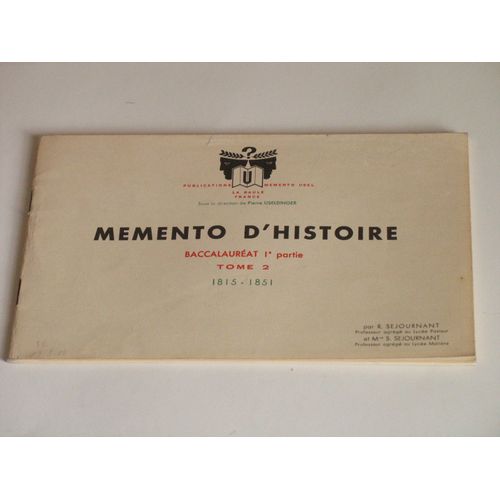 ?
U
PUBLICATIONS MEMENTO USEL
LA BAULE
FRANCE
Sous la direction de Pierre USELDINGER
MEMENTO D'HISTOIRE
BACCALAURÉAT 1e partie
TOME 2
1815 - 1851
par R. SEJOURNANT
Professeur agrégé au Lycée Pasteur
et Mme S. SEJOURNANT
Professeur agrégé au Lycée Molière